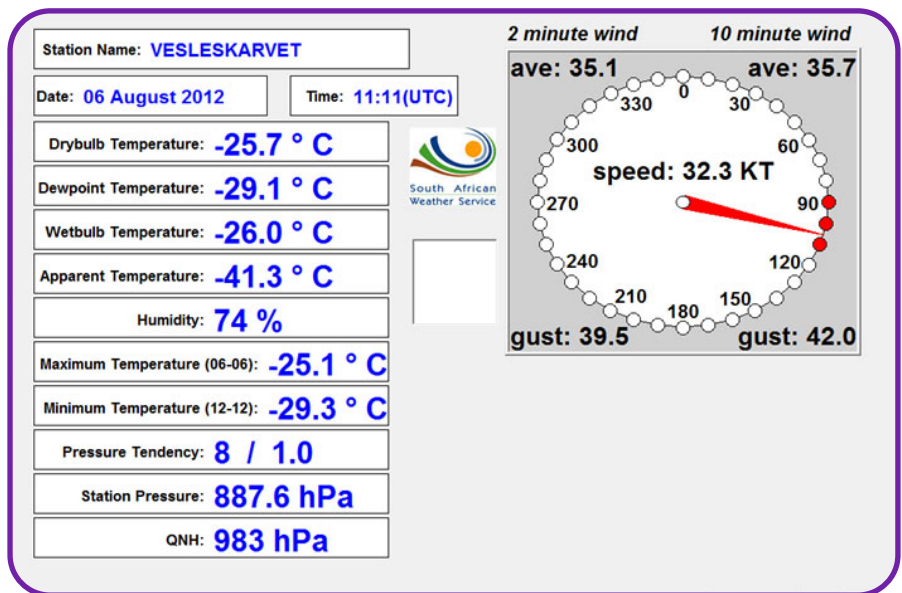 Station Name: VESLESKARVET
Date: 06 August 2012 Time: 11:11(UTC)
Drybulb Temperature: -25.7 ° C
Dewpoint Temperature: -29.1 ° C
Wetbulb Temperature: -26.0 ° C
Apparent Temperature: -41.3 ° C
Humidity: 74 %
Maximum Temperature (06-06): -25.1 ° C
Minimum Temperature (12-12): -29.3 ° C
Pressure Tendency: 8 / 1.0
Station Pressure: 887.6 hPa
QNH: 983 hPa
South African
Weather Service
2 minute wind 10 minute wind
ave: 35.1 ave: 35.7
0
330 30
300 60
speed: 32.3 KT
270 90
240 120
210 150
180
gust: 39.5 gust: 42.0